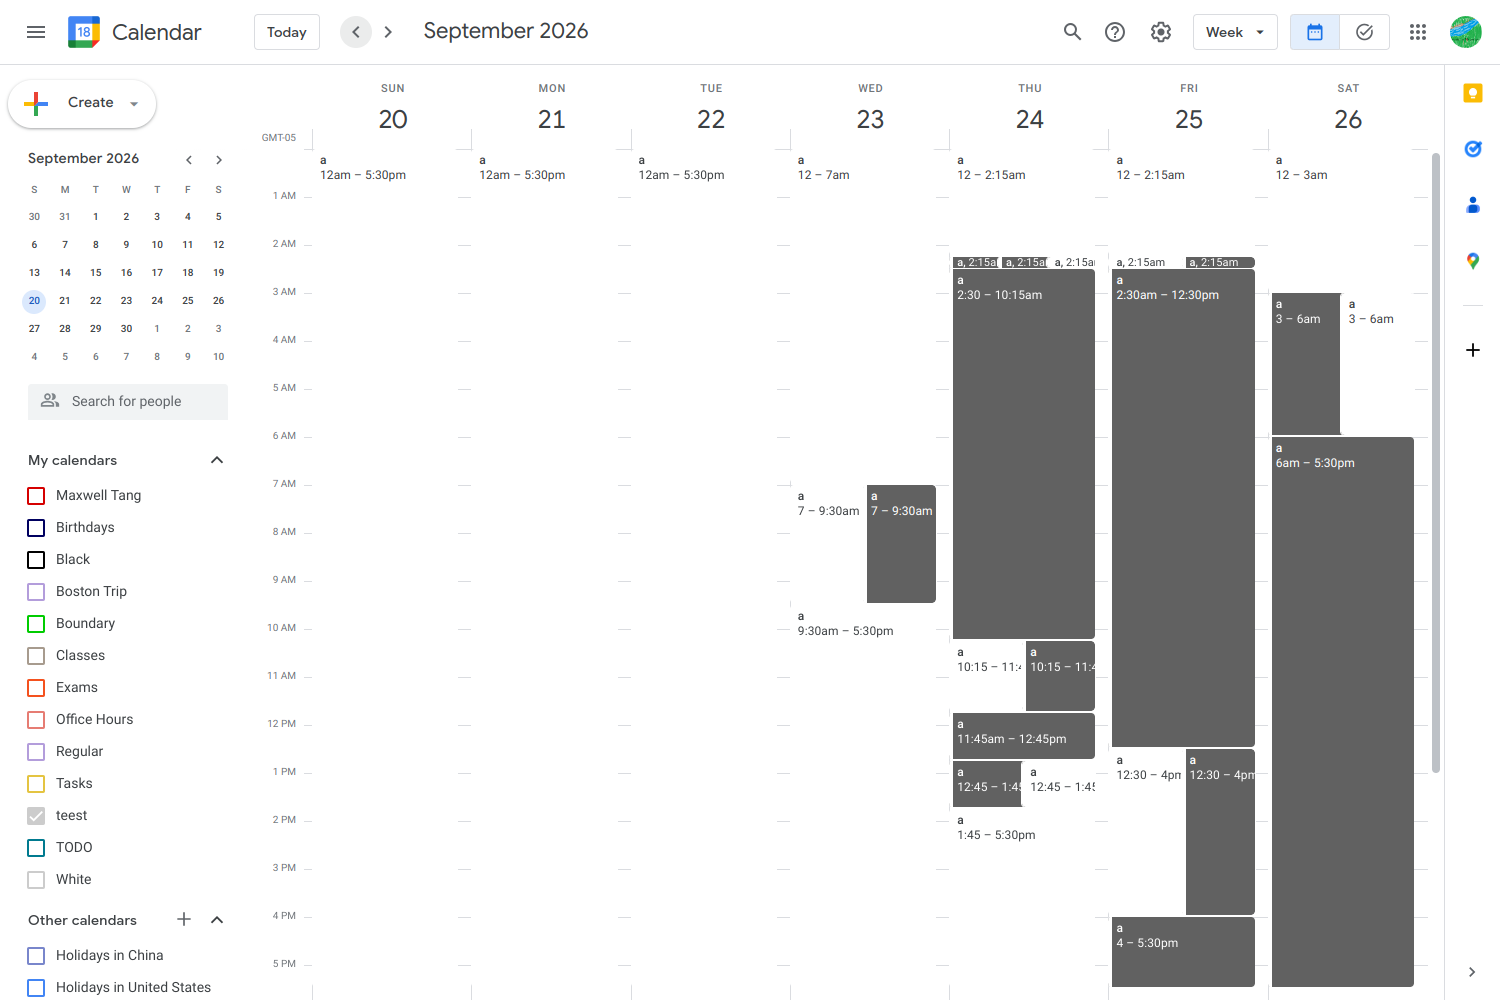 18 Calendar Today September 2026 Week
Create
SUN MON TUE WED THU FRI SAT
20 21 22 23 24 25 26
GMT-05
September 2026
S M T W T F S
30 31 1 2 3 4 5
6 7 8 9 10 11 12
13 14 15 16 17 18 19
20 21 22 23 24 25 26
27 28 29 30 1 2 3
4 5 6 7 8 9 10
Search for people
My calendars
Maxwell Tang
Birthdays
Black
Boston Trip
Boundary
Classes
Exams
Office Hours
Regular
Tasks
teest
TODO
White
Other calendars
Holidays in China
Holidays in United States
1 AM
2 AM
3 AM
4 AM
5 AM
6 AM
7 AM
8 AM
9 AM
10 AM
11 AM
12 PM
1 PM
2 PM
3 PM
4 PM
5 PM
a
12am – 5:30pm
a
12am – 5:30pm
a
12am – 5:30pm
a
12 – 7am
a
7 – 9:30am
a
7 – 9:30am
a
9:30am – 5:30pm
a
12 – 2:15am
a, 2:15a
a, 2:15a
a, 2:15a
a
2:30 – 10:15am
a
10:15 – 11:4
a
10:15 – 11:4
a
11:45am – 12:45pm
a
12:45 – 1:45
a
12:45 – 1:45
a
1:45 – 5:30pm
a
12 – 2:15am
a, 2:15am
a, 2:15am
a
2:30am – 12:30pm
a
12:30 – 4pm
a
12:30 – 4pm
a
4 – 5:30pm
a
12 – 3am
a
3 – 6am
a
3 – 6am
a
6am – 5:30pm